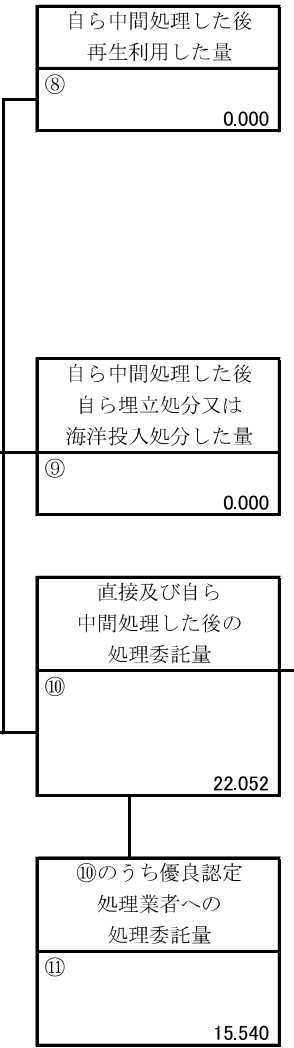 自ら中間処理した後
再生利用した量
⑧
0.000
自ら中間処理した後
自ら埋立処分又は
海洋投入処分した量
⑨
0.000
直接及び自ら
中間処理した後の
処理委託量
⑩
22.052
⑩のうち優良認定
処理業者への
処理委託量
⑪
15.540